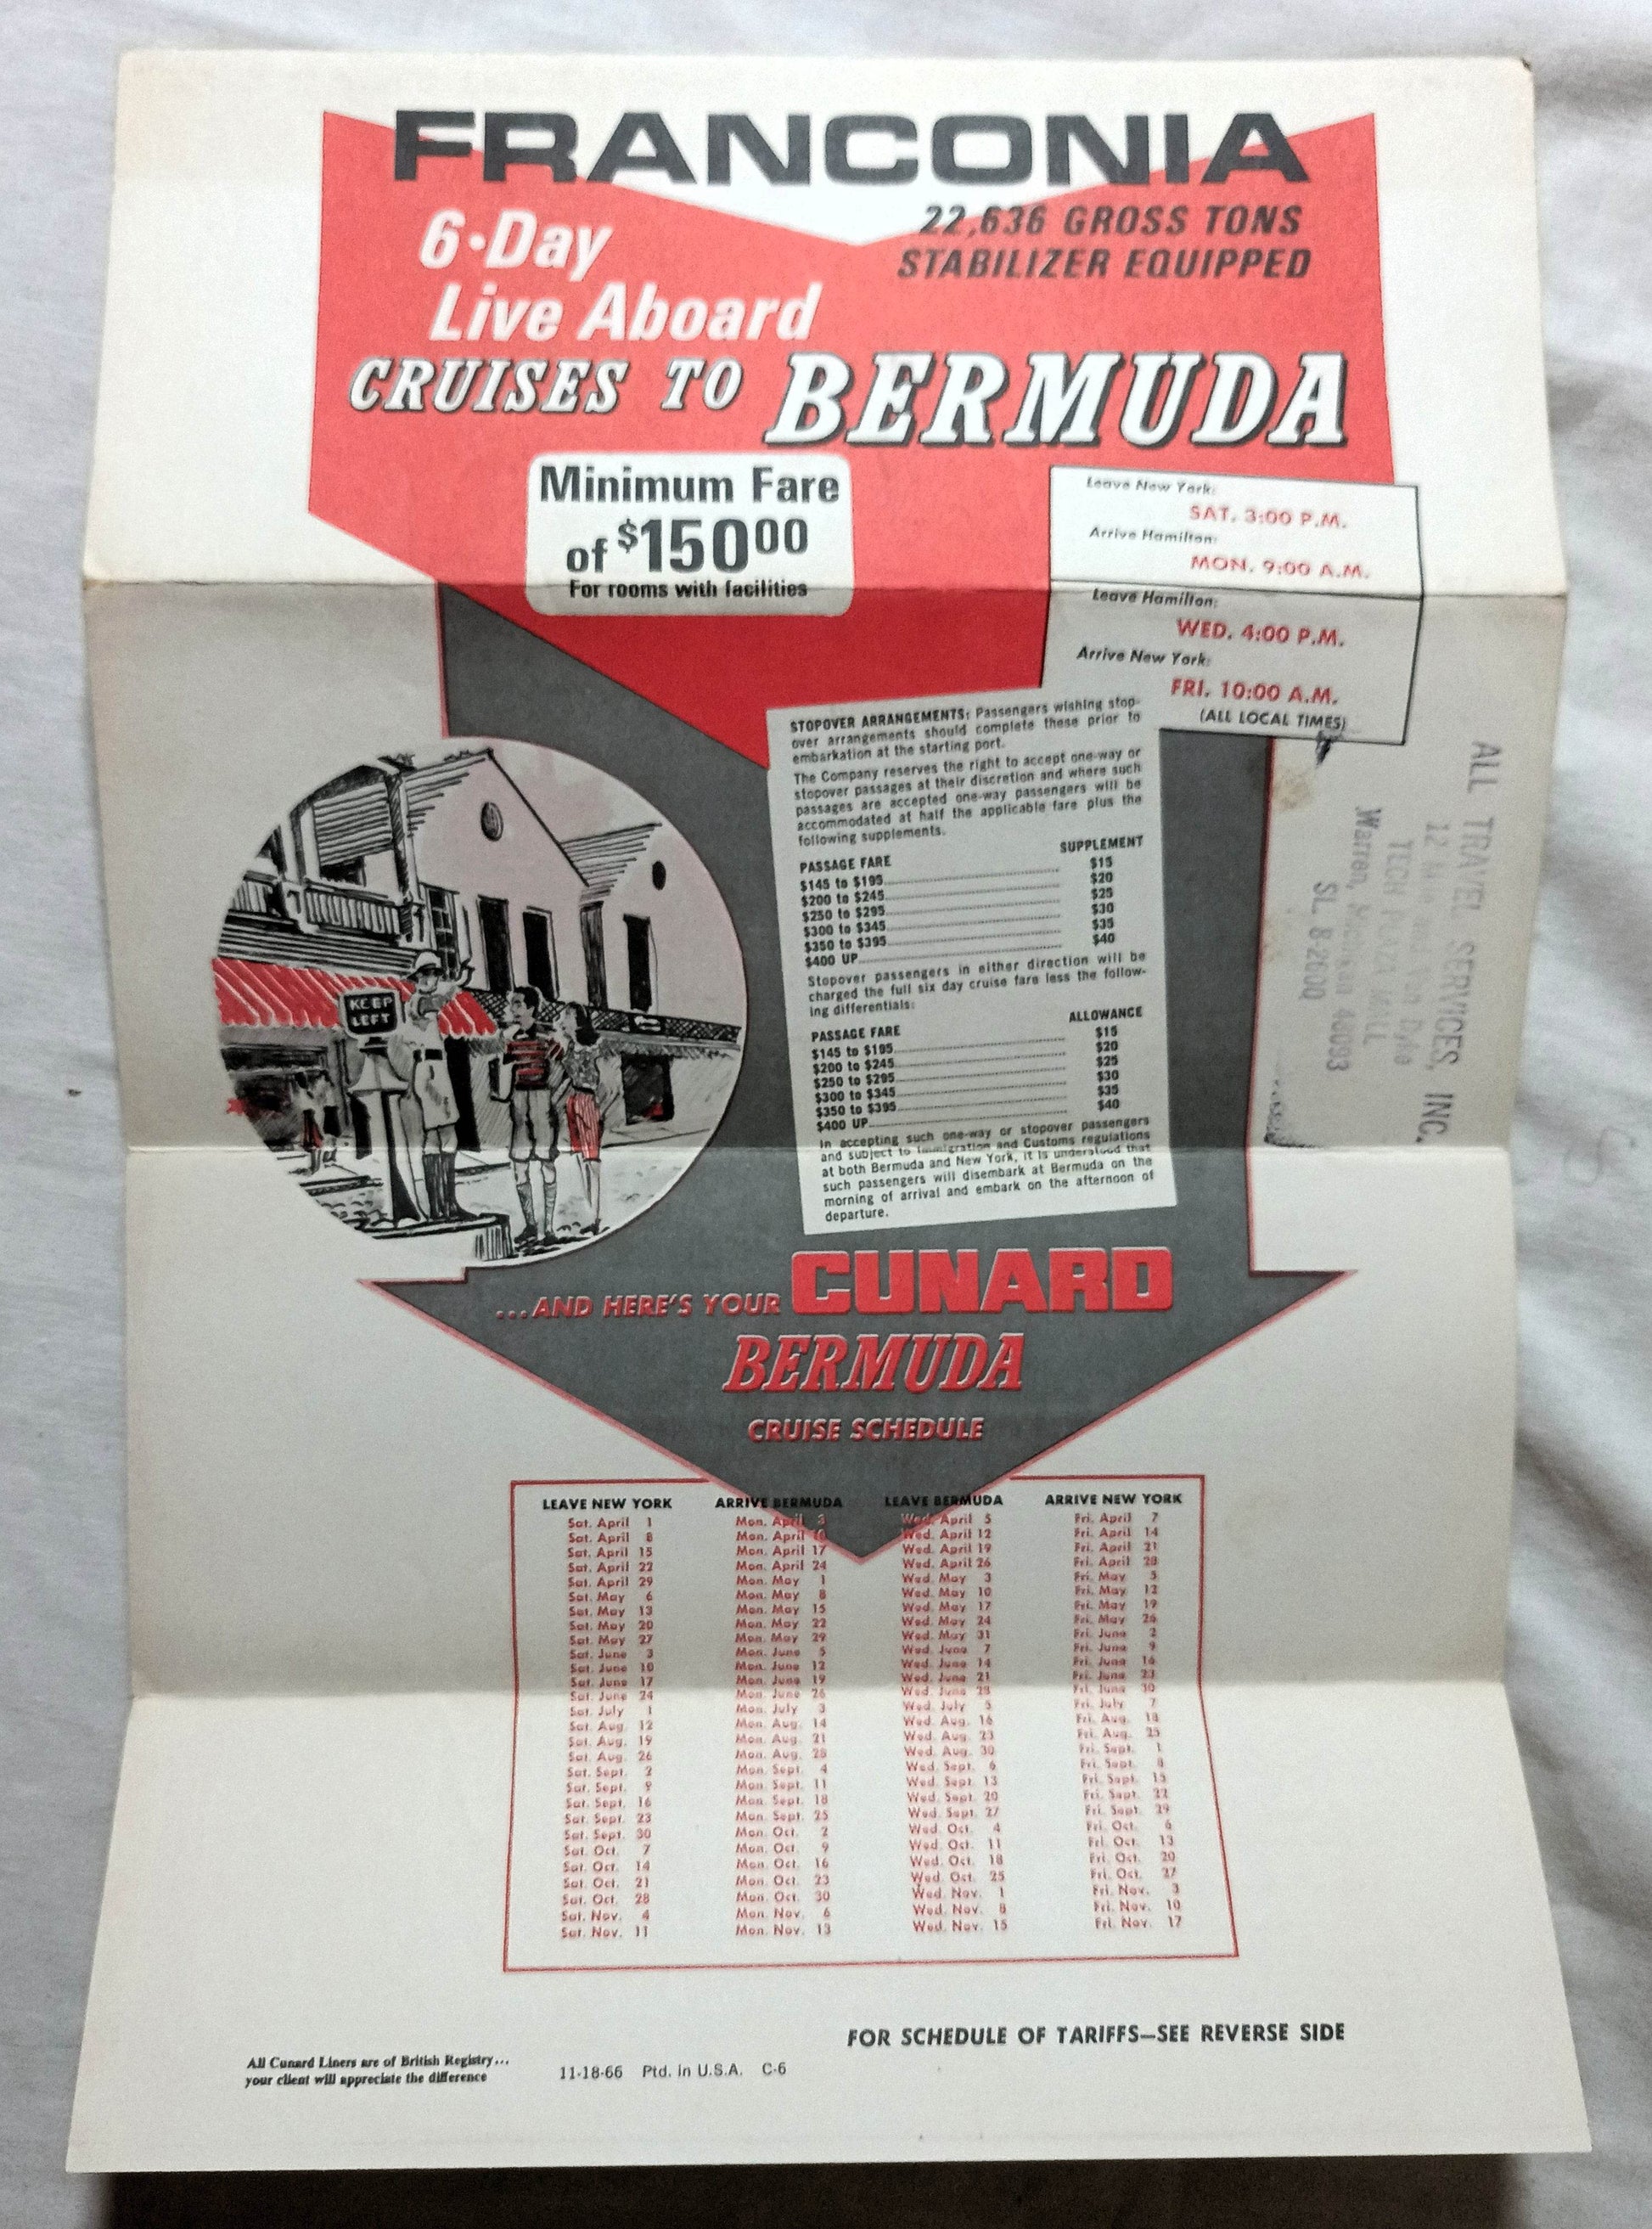 FRANCONIA
22,636 GROSS TONS
STABILIZER EQUIPPED
6-Day
Live Aboard
CRUISES TO BERMUDA
Minimum Fare
of $150⁰⁰
For rooms with facilities
Leave New York:
SAT. 3:00 P.M.
Arrive Hamilton:
MON. 9:00 A.M.
Leave Hamilton:
WED. 4:00 P.M.
Arrive New York:
FRI. 10:00 A.M.
(ALL LOCAL TIMES)
STOPOVER ARRANGEMENTS: Passengers wishing stop-
over arrangements should complete these prior to
embarkation at the starting port.
The Company reserves the right to accept one-way or
stopover passages at their discretion and where such
passages are accepted one-way passengers will be
accommodated at half the applicable fare plus the
following supplements.
PASSAGE FARE SUPPLEMENT
$145 to $195 $15
$200 to $245 $20
$250 to $295 $25
$300 to $345 $30
$350 to $395 $35
$400 UP $40
Stopover passengers in either direction will be
charged the full six day cruise fare less the follow-
ing differentials:
PASSAGE FARE ALLOWANCE
$145 to $195 $15
$200 to $245 $20
$250 to $295 $25
$300 to $345 $30
$350 to $395 $35
$400 UP $40
In accepting such one-way or stopover passengers
and subject to Immigration and Customs regulations
at both Bermuda and New York, it is understood that
such passengers will disembark at Bermuda on the
morning of arrival and embark on the afternoon of
departure.
KEEP
LEFT
ALL TRAVEL SERVICES, INC.
12 Mile
TECH
Warren, Michigan 48093
SL. 8-2600
...AND HERE'S YOUR CUNARD
BERMUDA
CRUISE SCHEDULE
LEAVE NEW YORK ARRIVE BERMUDA LEAVE BERMUDA ARRIVE NEW YORK
Sat. April 1 Mon. April 3 Wed. April 5 Fri. April 7
Sat. April 8 Mon. April 10 Wed. April 12 Fri. April 14
Sat. April 15 Mon. April 17 Wed. April 19 Fri. April 21
Sat. April 22 Mon. April 24 Wed. April 26 Fri. April 28
Sat. April 29 Mon. May 1 Wed. May 3 Fri. May 5
Sat. May 6 Mon. May 8 Wed. May 10 Fri. May 12
Sat. May 13 Mon. May 15 Wed. May 17 Fri. May 19
Sat. May 20 Mon. May 22 Wed. May 24 Fri. May 26
Sat. May 27 Mon. May 29 Wed. May 31 Fri. June 2
Sat. June 3 Mon. June 5 Wed. June 7 Fri. June 9
Sat. June 10 Mon. June 12 Wed. June 14 Fri. June 16
Sat. June 17 Mon. June 19 Wed. June 21 Fri. June 23
Sat. June 24 Mon. June 26 Wed. June 28 Fri. June 30
Sat. July 1 Mon. July 3 Wed. July 5 Fri. July 7
Sat. Aug. 12 Mon. Aug. 14 Wed. Aug. 16 Fri. Aug. 18
Sat. Aug. 19 Mon. Aug. 21 Wed. Aug. 23 Fri. Aug. 25
Sat. Aug. 26 Mon. Aug. 28 Wed. Aug. 30 Fri. Sept. 1
Sat. Sept. 2 Mon. Sept. 4 Wed. Sept. 6 Fri. Sept. 8
Sat. Sept. 9 Mon. Sept. 11 Wed. Sept. 13 Fri. Sept. 15
Sat. Sept. 16 Mon. Sept. 18 Wed. Sept. 20 Fri. Sept. 22
Sat. Sept. 23 Mon. Sept. 25 Wed. Sept. 27 Fri. Sept. 29
Sat. Sept. 30 Mon. Oct. 2 Wed. Oct. 4 Fri. Oct. 6
Sat. Oct. 7 Mon. Oct. 9 Wed. Oct. 11 Fri. Oct. 13
Sat. Oct. 14 Mon. Oct. 16 Wed. Oct. 18 Fri. Oct. 20
Sat. Oct. 21 Mon. Oct. 23 Wed. Oct. 25 Fri. Oct. 27
Sat. Oct. 28 Mon. Oct. 30 Wed. Nov. 1 Fri. Nov. 3
Sat. Nov. 4 Mon. Nov. 6 Wed. Nov. 8 Fri. Nov. 10
Sat. Nov. 11 Mon. Nov. 13 Wed. Nov. 15 Fri. Nov. 17
FOR SCHEDULE OF TARIFFS—SEE REVERSE SIDE
All Cunard Liners are of British Registry...
your client will appreciate the difference
11-18-66 Ptd. in U.S.A. C-6